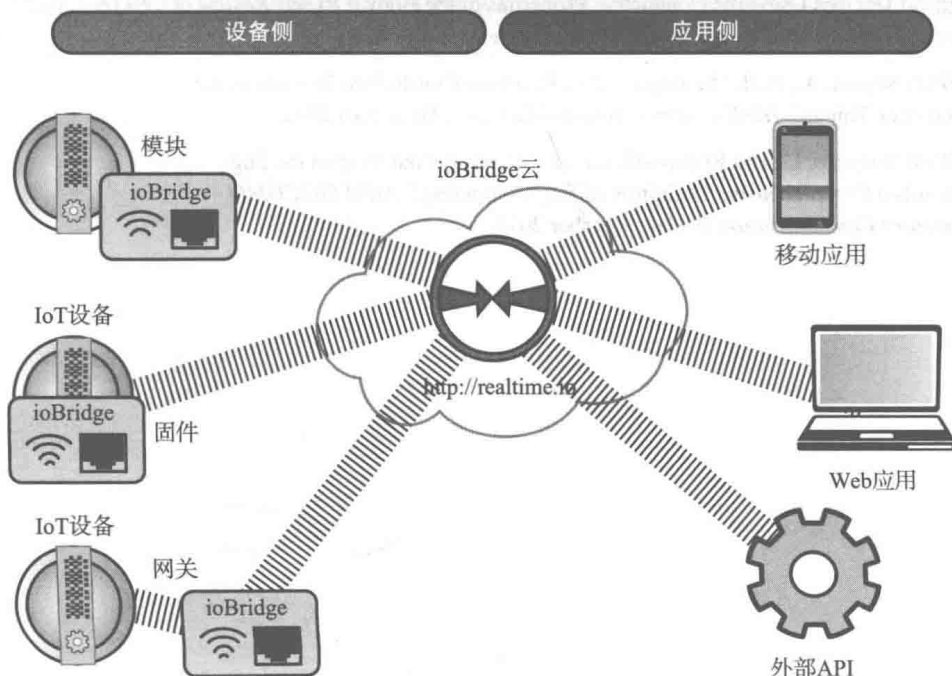 设备侧
应用侧
模块
ioBridge
ioBridge云
移动应用
IoT设备
ioBridge
固件
http://realtime.io
Web应用
IoT设备
网关
ioBridge
外部API